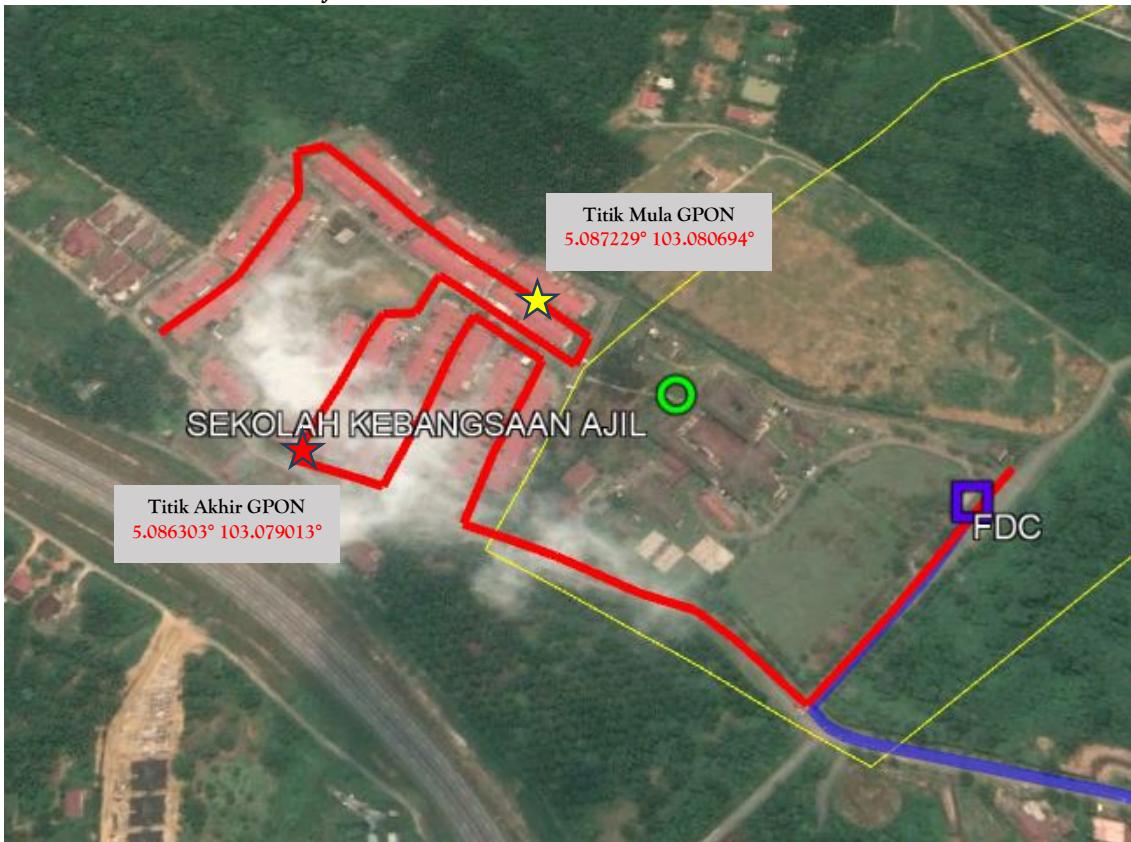 Titik Mula GPON
5.087229° 103.080694°
SEKOLAH KEBANGSAAN AJIL
Titik Akhir GPON
5.086303° 103.079013°
FDC